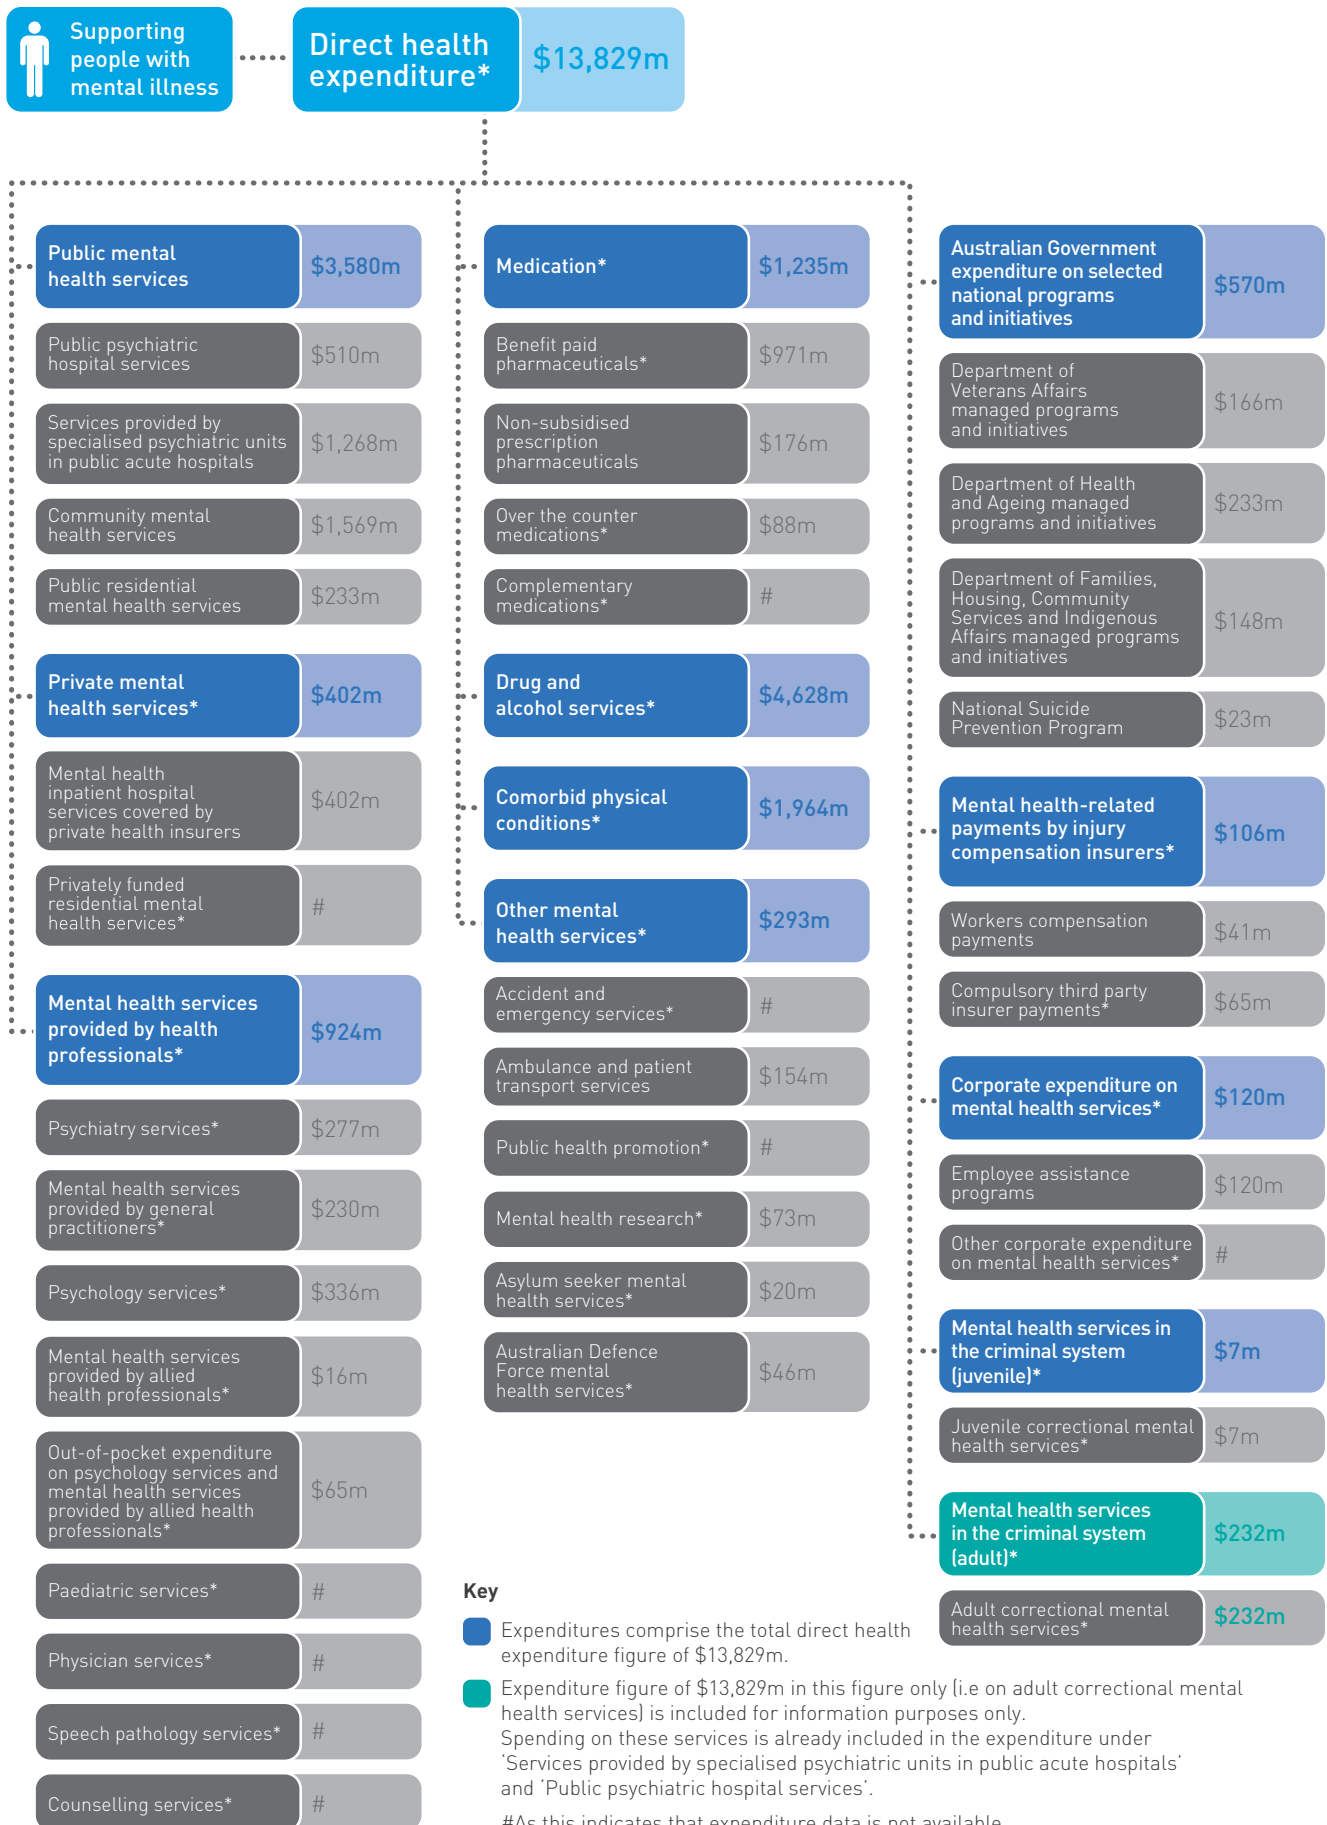 Supporting
people with
mental illness
Direct health
expenditure*
$13,829m
Public mental
health services
$3,580m
Public psychiatric
hospital services
$510m
Services provided by
specialised psychiatric units
in public acute hospitals
$1,268m
Community mental
health services
$1,569m
Public residential
mental health services
$233m
Private mental
health services*
$402m
Mental health
inpatient hospital
services covered by
private health insurers
$402m
Privately funded
residential mental
health services*
#
Mental health services
provided by health
professionals*
$924m
Psychiatry services*
$277m
Mental health services
provided by general
practitioners*
$230m
Psychology services*
$336m
Mental health services
provided by allied
health professionals*
$16m
Out-of-pocket expenditure
on psychology services and
mental health services
provided by allied health
professionals*
$65m
Paediatric services*
#
Physician services*
#
Speech pathology services*
#
Counselling services*
#
Medication*
$1,235m
Benefit paid
pharmaceuticals*
$971m
Non-subsidised
prescription
pharmaceuticals
$176m
Over the counter
medications*
$88m
Complementary
medications*
#
Drug and
alcohol services*
$4,628m
Comorbid physical
conditions*
$1,964m
Other mental
health services*
$293m
Accident and
emergency services*
#
Ambulance and patient
transport services
$154m
Public health promotion*
#
Mental health research*
$73m
Asylum seeker mental
health services*
$20m
Australian Defence
Force mental
health services*
$46m
Australian Government
expenditure on selected
national programs
and initiatives
$570m
Department of
Veterans Affairs
managed programs
and initiatives
$166m
Department of Health
and Ageing managed
programs and initiatives
$233m
Department of Families,
Housing, Community
Services and Indigenous
Affairs managed programs
and initiatives
$148m
National Suicide
Prevention Program
$23m
Mental health-related
payments by injury
compensation insurers*
$106m
Workers compensation
payments
$41m
Compulsory third party
insurer payments*
$65m
Corporate expenditure on
mental health services*
$120m
Employee assistance
programs
$120m
Other corporate expenditure
on mental health services*
#
Mental health services in
the criminal system
(juvenile)*
$7m
Juvenile correctional mental
health services*
$7m
Mental health services
in the criminal system
(adult)*
$232m
Adult correctional mental
health services*
$232m
Key
Expenditures comprise the total direct health
expenditure figure of $13,829m.
Expenditure figure of $13,829m in this figure only (i.e on adult correctional mental
health services) is included for information purposes only.
Spending on these services is already included in the expenditure under
‘Services provided by specialised psychiatric units in public acute hospitals’
and ‘Public psychiatric hospital services’.
#As this indicates that expenditure data is not available